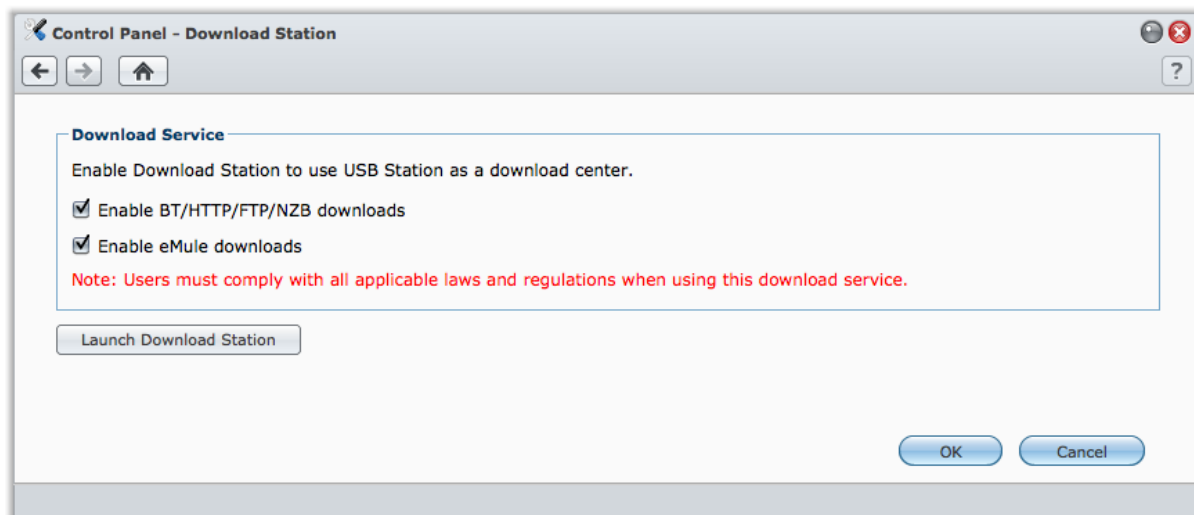 Control Panel - Download Station
?
Download Service
Enable Download Station to use USB Station as a download center.
Enable BT/HTTP/FTP/NZB downloads
Enable eMule downloads
Note: Users must comply with all applicable laws and regulations when using this download service.
Launch Download Station
OK Cancel